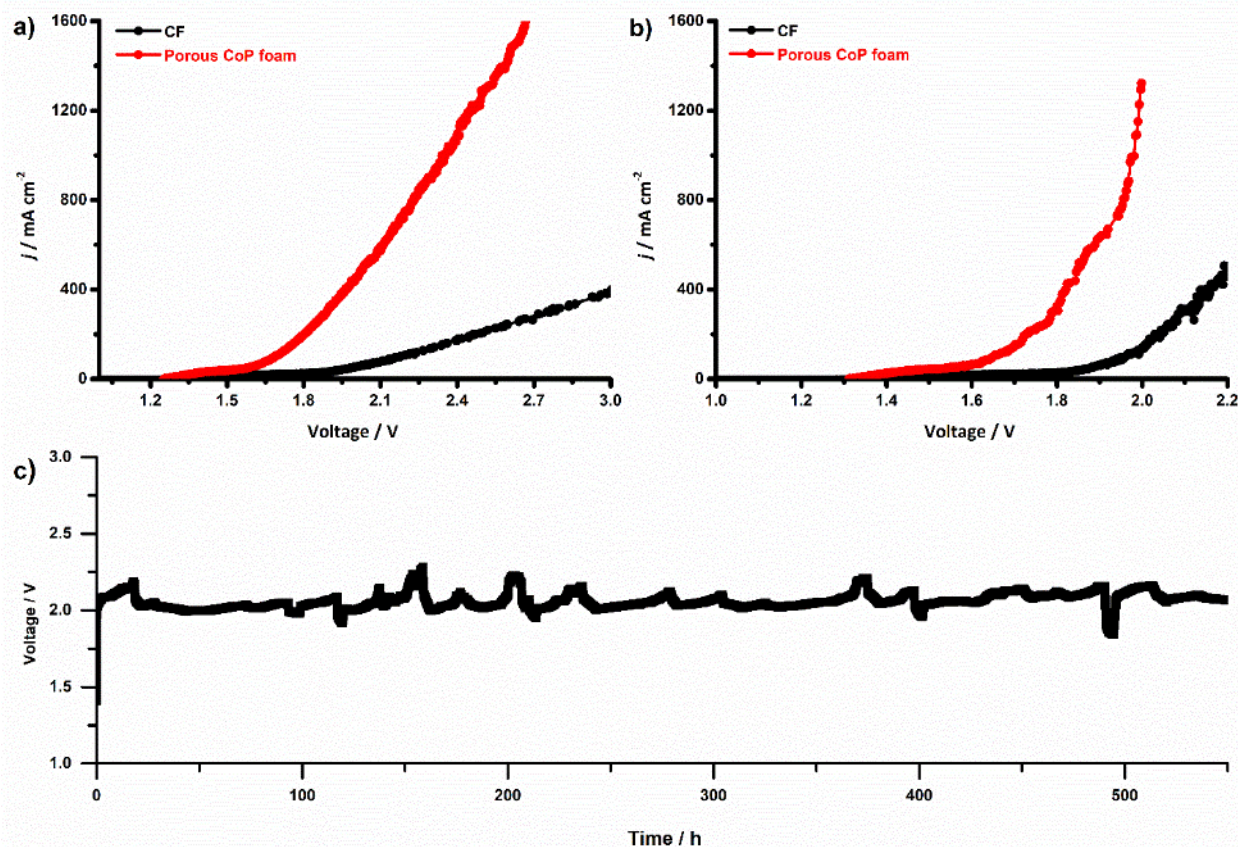 a)
CF
Porous CoP foam
1600
1200
800
400
0
j / mA cm-2
1.2
1.5
1.8
2.1
2.4
2.7
3.0
Voltage / V
b)
CF
Porous CoP foam
1600
1200
800
400
0
j / mA cm-2
1.0
1.2
1.4
1.6
1.8
2.0
2.2
Voltage / V
c)
3.0
2.5
2.0
1.5
1.0
Voltage / V
0
100
200
300
400
500
Time / h